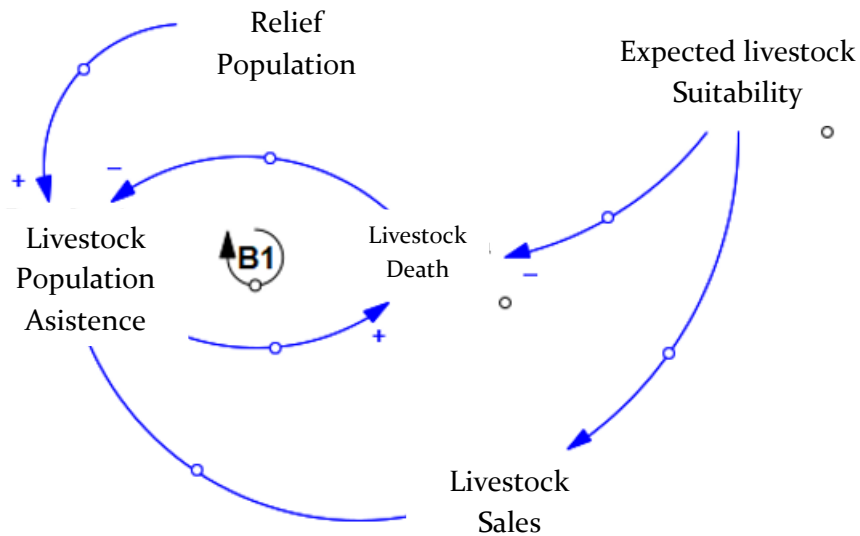 Relief
Population
Expected livestock
Suitability
+
−
Livestock
Population
Asistence
B1
Livestock
Death
−
+
Livestock
Sales